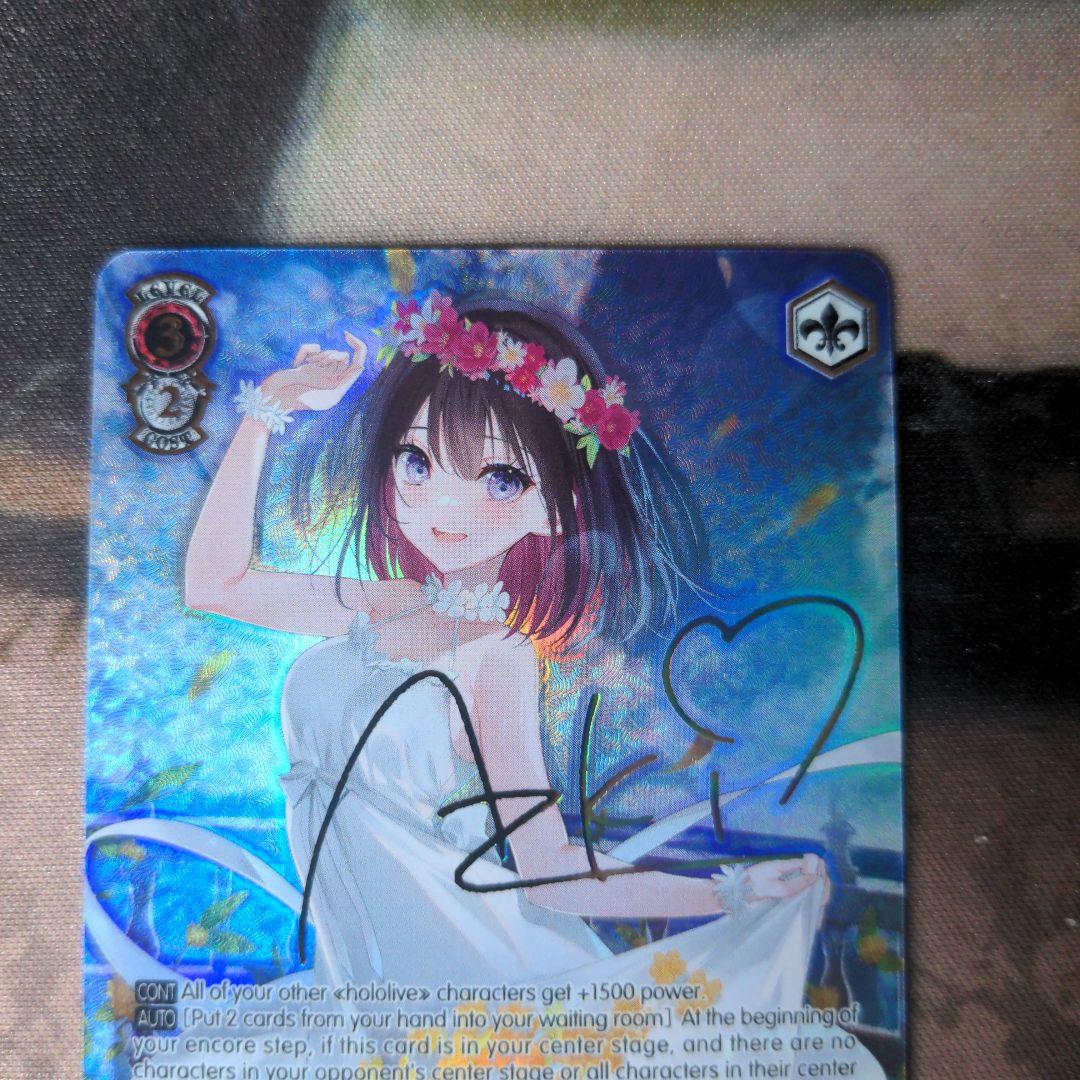 LEVEL
3
2
COST
AZKi
CONT All of your other «hololive» characters get +1500 power.
AUTO [Put 2 cards from your hand into your waiting room] At the beginning of
your encore step, if this card is in your center stage, and there are no
characters in your opponent's center stage or all characters in their center